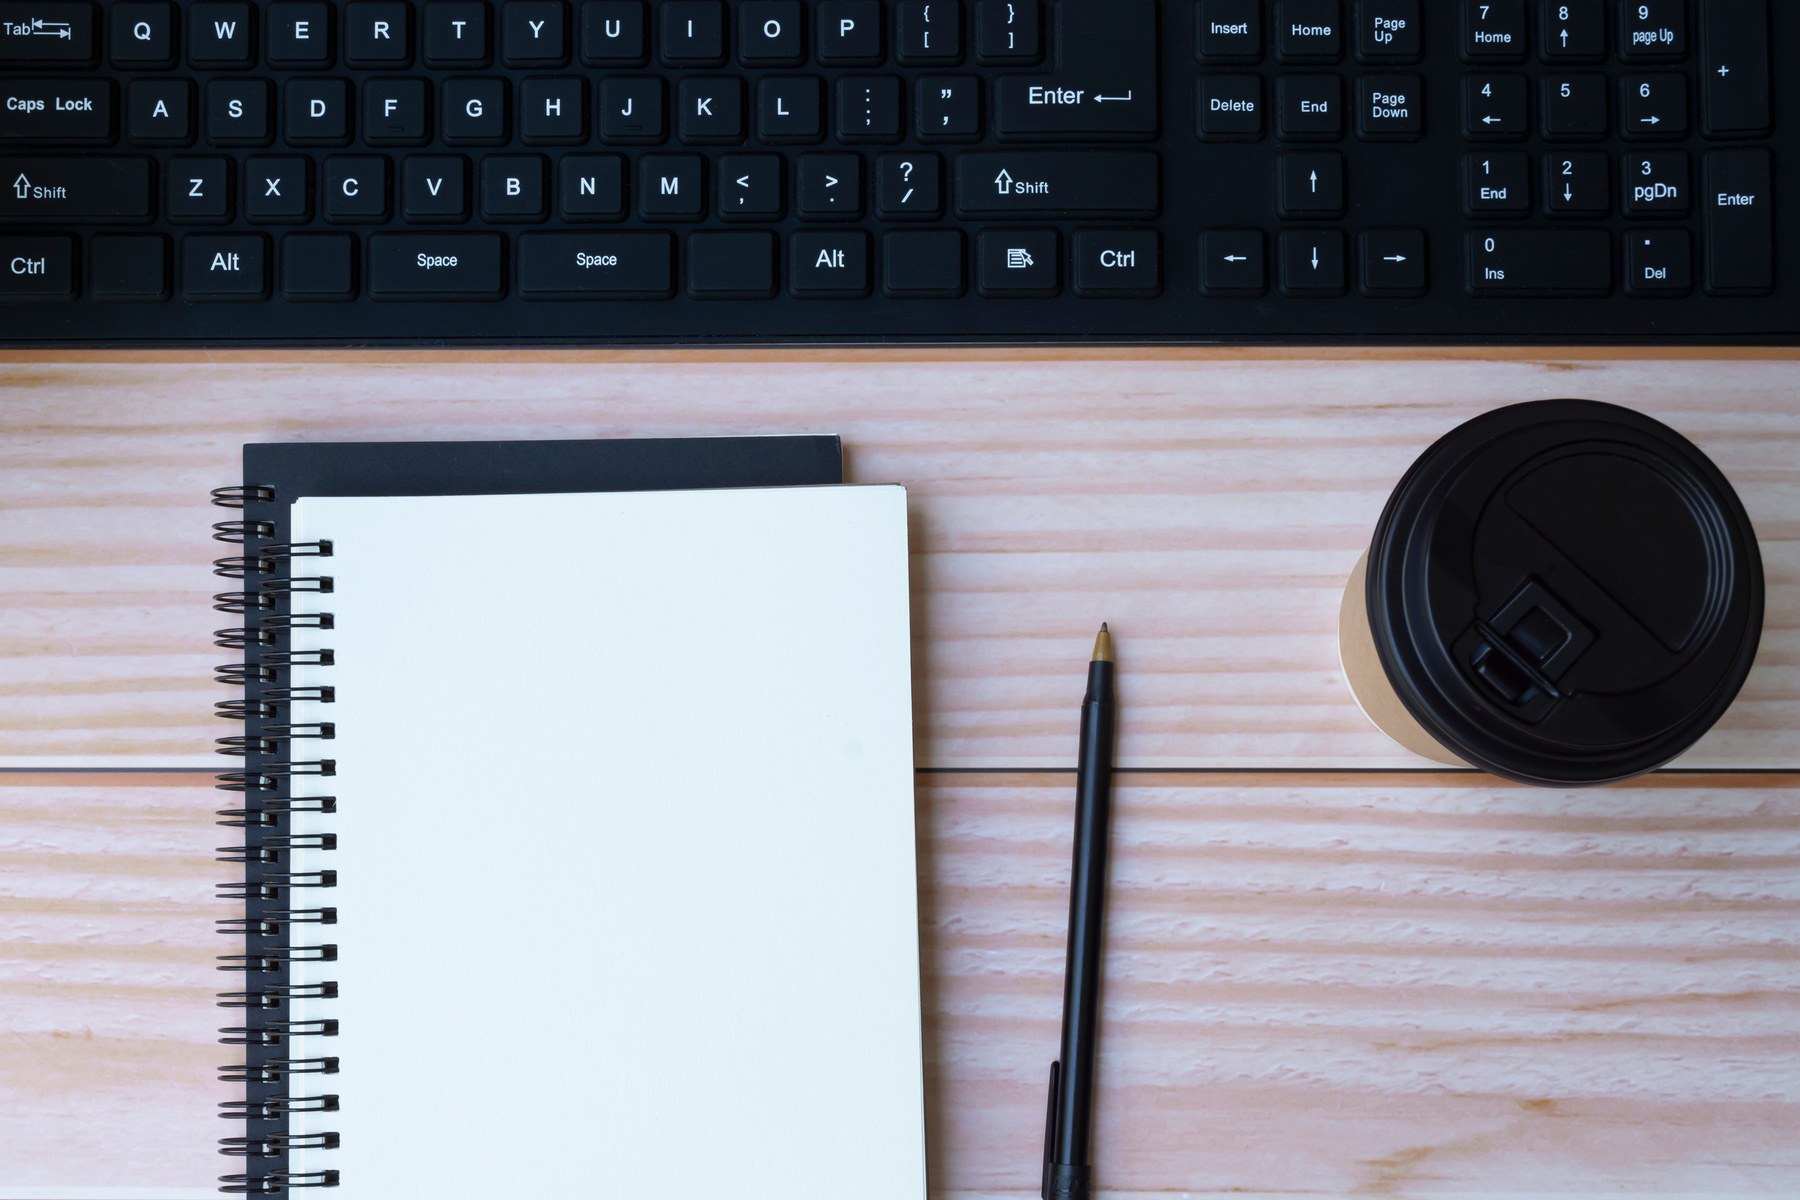 Tab Q W E R T Y U I O P { [ } ] Insert Home Page Up 7 Home 8 ↑ 9 page Up +
Caps Lock A S D F G H J K L : ; ” , Enter Delete End Page Down 4 ← 5 6 →
Shift Z X C V B N M < , > . ? / Shift ↑ 1 End 2 ↓ 3 pgDn Enter
Ctrl Alt Space Space Alt Ctrl ← ↓ → 0 Ins . Del